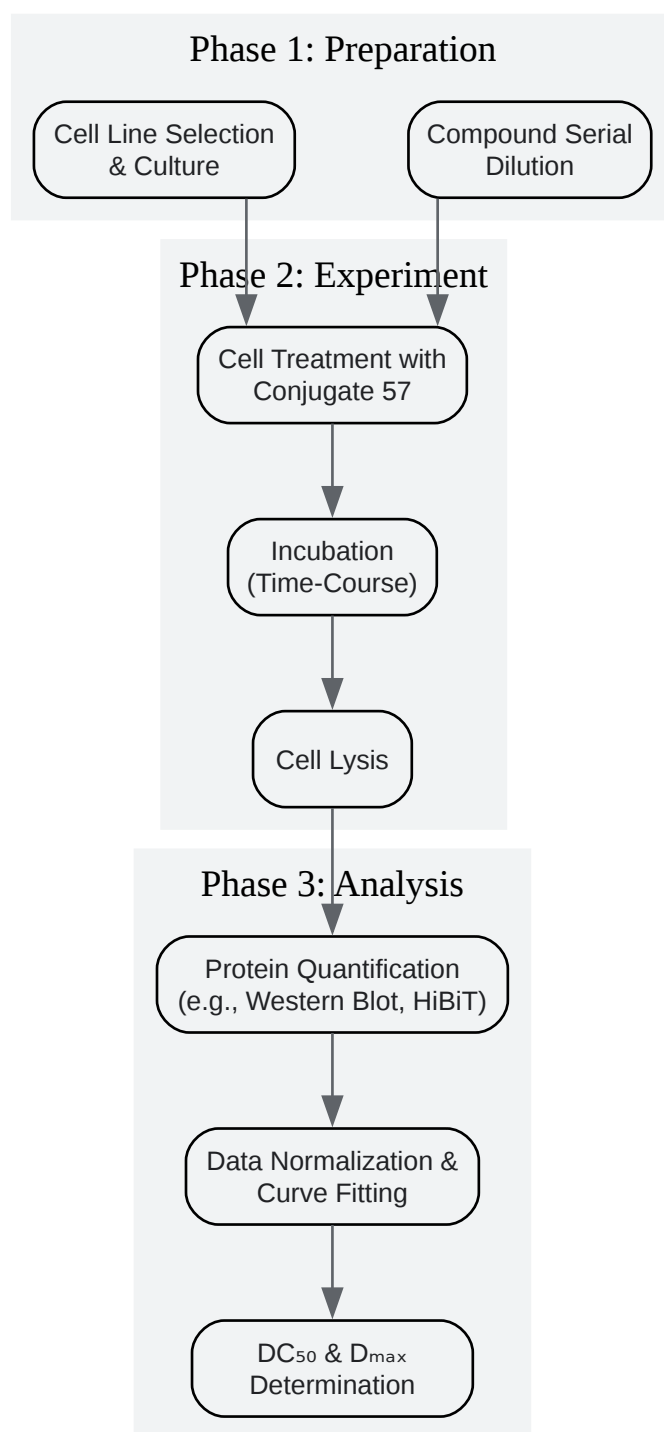 Phase 1: Preparation
Cell Line Selection
& Culture
Compound Serial
Dilution
Phase 2: Experiment
Cell Treatment with
Conjugate 57
Incubation
(Time-Course)
Cell Lysis
Phase 3: Analysis
Protein Quantification
(e.g., Western Blot, HiBiT)
Data Normalization &
Curve Fitting
DC₅₀ & Dₘₐₓ
Determination